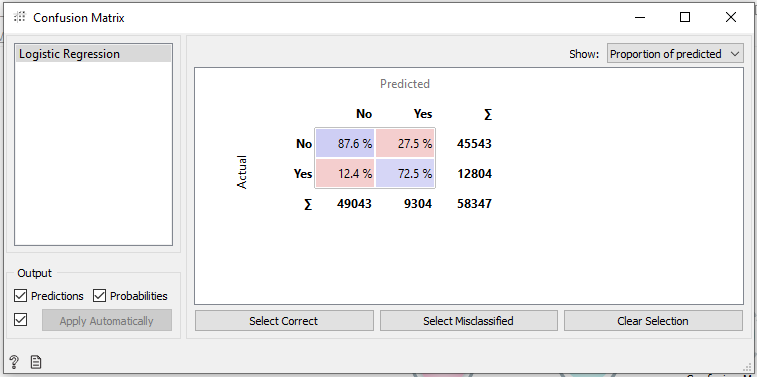 Confusion Matrix
Logistic Regression
Show: Proportion of predicted
Predicted
No Yes Σ
No 87.6 % 27.5 % 45543
Actual
Yes 12.4 % 72.5 % 12804
Σ 49043 9304 58347
Output
Predictions Probabilities
Apply Automatically
Select Correct Select Misclassified Clear Selection
?